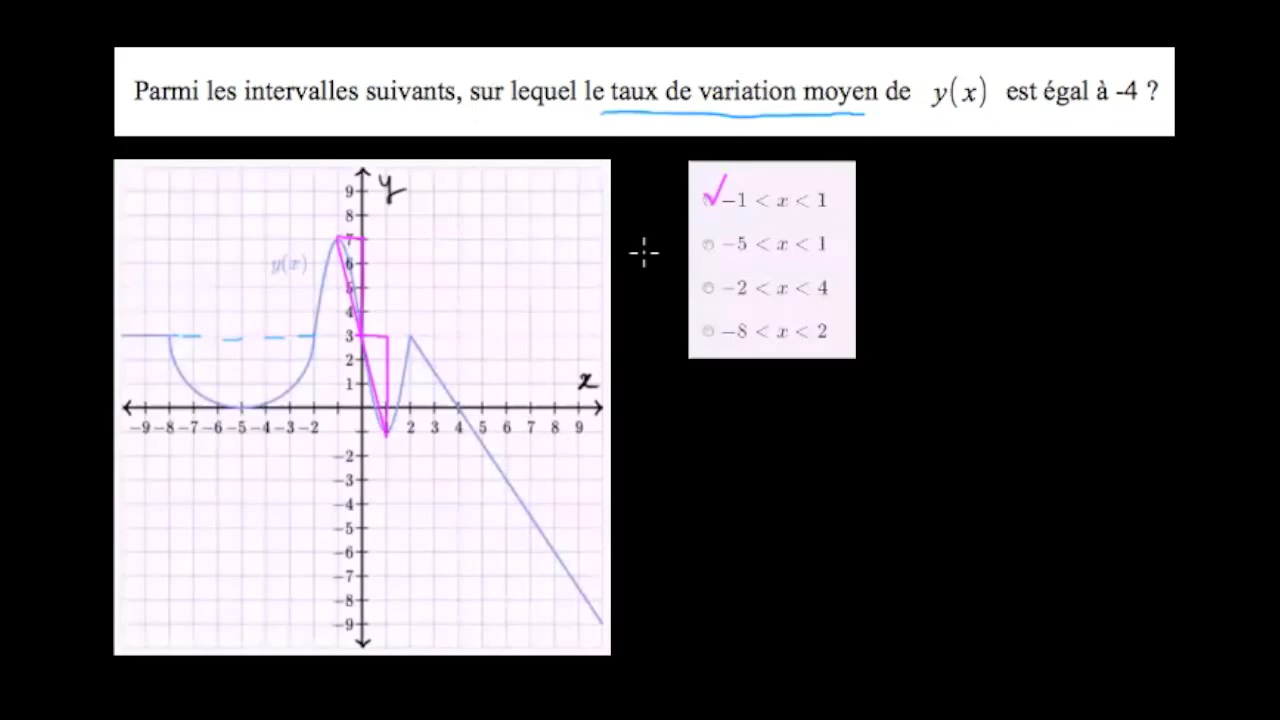 Parmi les intervalles suivants, sur lequel le taux de variation moyen de y(x) est égal à -4 ?
y
9
8
7
y(x)
6
5
4
3
2
1
x
-9 -8 -7 -6 -5 -4 -3 -2 2 3 4 5 6 7 8 9
-2
-3
-4
-5
-6
-7
-8
-9
-1 < x < 1
-5 < x < 1
-2 < x < 4
-8 < x < 2